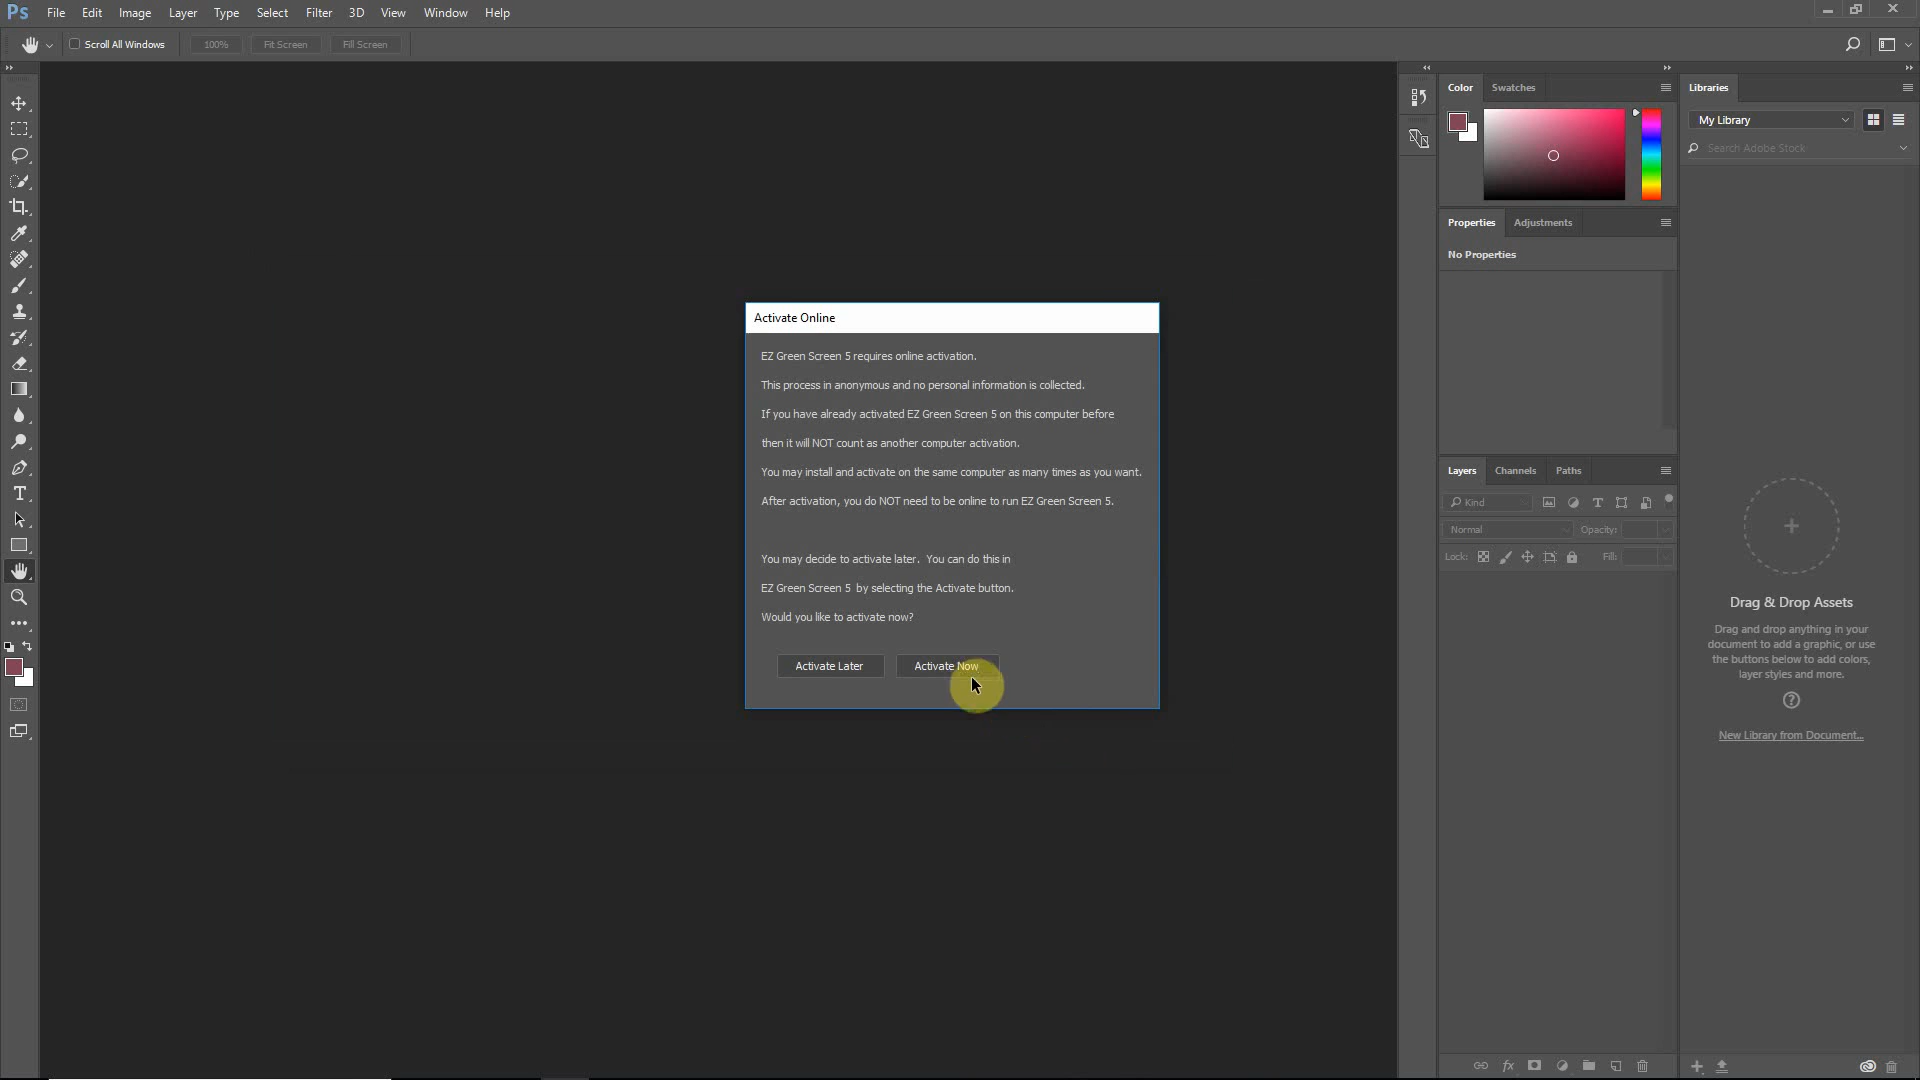 Ps File Edit Image Layer Type Select Filter 3D View Window Help
Scroll All Windows 100% Fit Screen Fill Screen
Color Swatches
Libraries
My Library
Search Adobe Stock
Properties Adjustments
No Properties
Activate Online
EZ Green Screen 5 requires online activation.
This process in anonymous and no personal information is collected.
If you have already activated EZ Green Screen 5 on this computer before
then it will NOT count as another computer activation.
You may install and activate on the same computer as many times as you want.
After activation, you do NOT need to be online to run EZ Green Screen 5.
You may decide to activate later. You can do this in
EZ Green Screen 5 by selecting the Activate button.
Would you like to activate now?
Activate Later Activate Now
Layers Channels Paths
Kind
Normal Opacity:
Lock: Fill:
Drag & Drop Assets
Drag and drop anything in your
document to add a graphic, or use
the buttons below to add colors,
layer styles and more.
New Library from Document...
fx